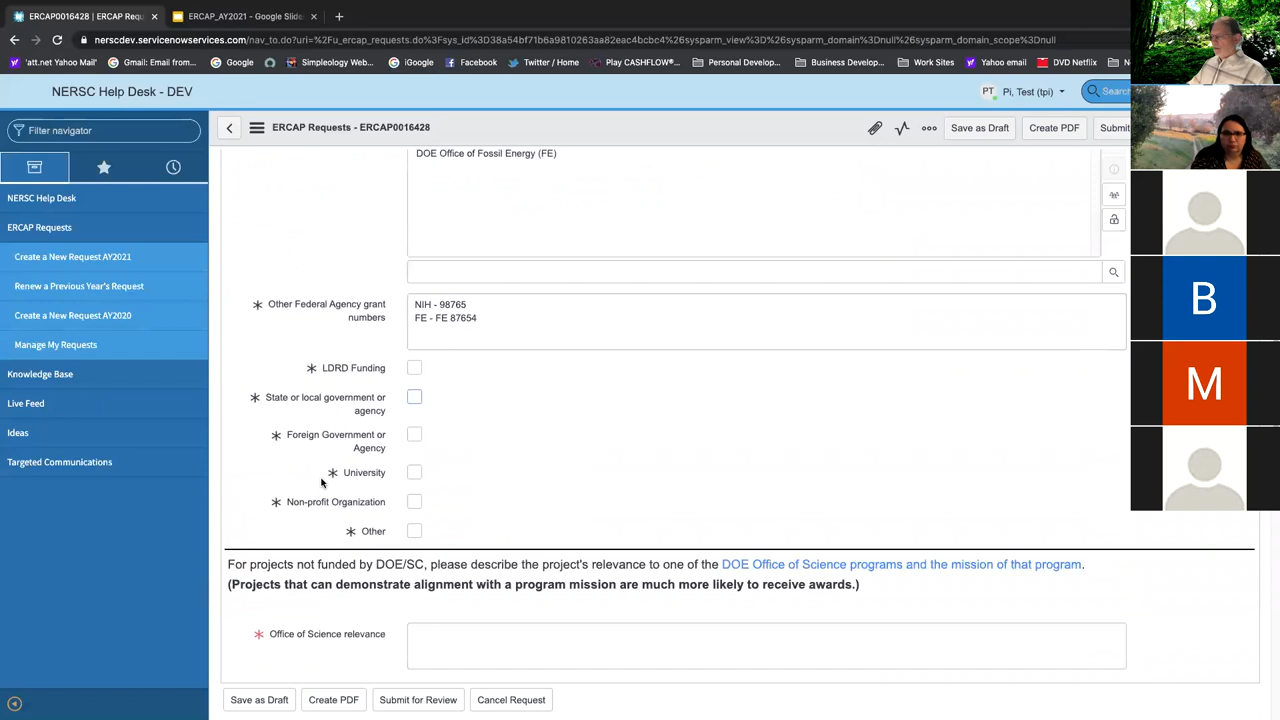 ERCAP0016428 | ERCAP Requ
ERCAP_AY2021 - Google Slide
nerscdev.servicenowservices.com/nav_to.do?uri=%2Fu_ercap_requests.do%3Fsys_id%3D38a54bf71b6a9810263aa82eac4bcbc4%26sysparm_view%3D%26sysparm_domain%3Dnull%26sysparm_domain_scope%3Dnull
'att.net Yahoo Mail'
Gmail: Email from...
Google
Simpleology Web...
iGoogle
Facebook
Twitter / Home
Play CASHFLOW®...
Personal Develop...
Business Develop...
Work Sites
Yahoo
DVD Netflix
NERSC Help Desk - DEV
PT
Pi, Test (tpi)
Search
Filter navigator
ERCAP Requests - ERCAP0016428
Save as Draft
Create PDF
Submit
NERSC Help Desk
ERCAP Requests
Create a New Request AY2021
Renew a Previous Year's Request
Create a New Request AY2020
Manage My Requests
Knowledge Base
Live Feed
Ideas
Targeted Communications
DOE Office of Fossil Energy (FE)
Other Federal Agency grant
numbers
NIH - 98765
FE - FE 87654
LDRD Funding
State or local government or
agency
Foreign Government or
Agency
University
Non-profit Organization
Other
For projects not funded by DOE/SC, please describe the project's relevance to one of the DOE Office of Science programs and the mission of that program.
(Projects that can demonstrate alignment with a program mission are much more likely to receive awards.)
Office of Science relevance
Save as Draft
Create PDF
Submit for Review
Cancel Request
B
M